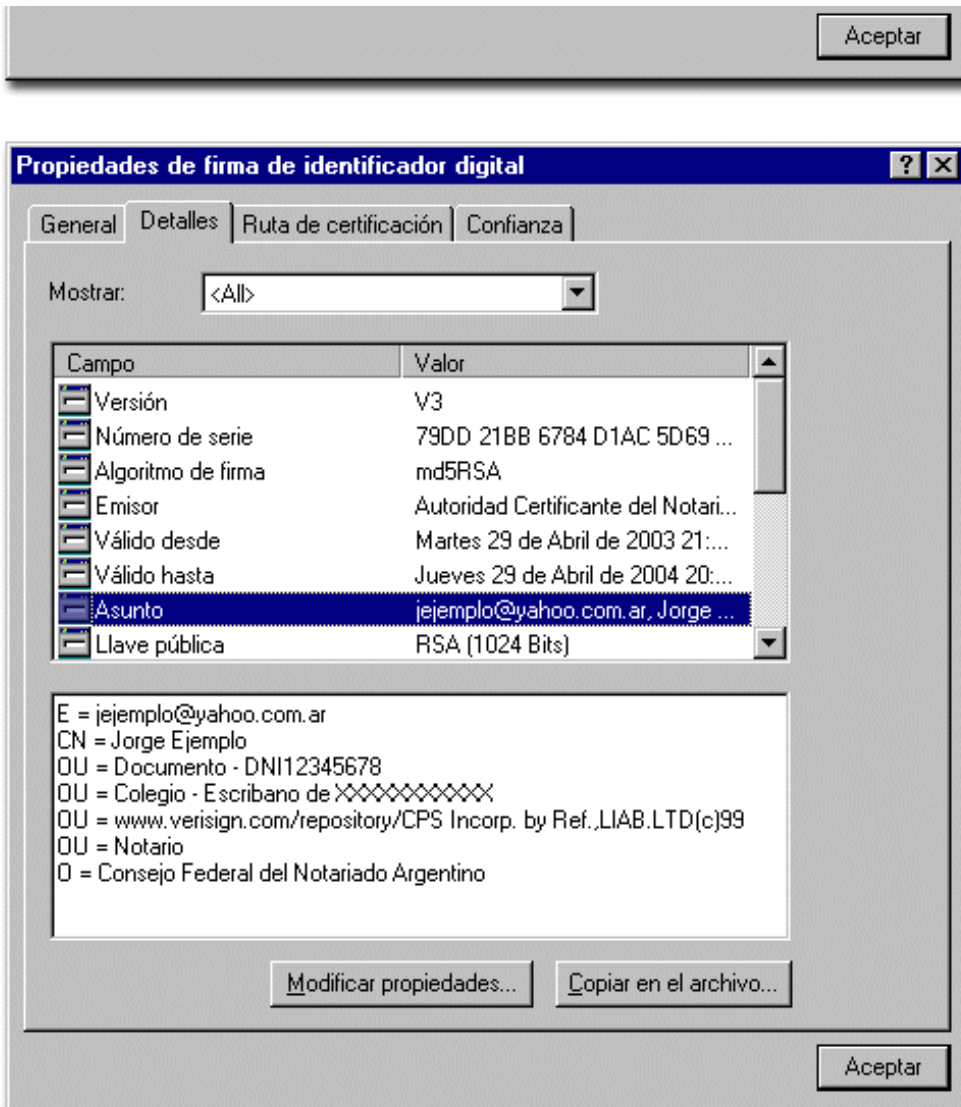 Aceptar
Propiedades de firma de identificador digital
General Detalles Ruta de certificación Confianza
Mostrar: <All>
Campo Valor
Versión V3
Número de serie 79DD 21BB 6784 D1AC 5D69 ...
Algoritmo de firma md5RSA
Emisor Autoridad Certificante del Notari...
Válido desde Martes 29 de Abril de 2003 21:...
Válido hasta Jueves 29 de Abril de 2004 20:...
Asunto jejemplo@yahoo.com.ar, Jorge ...
Llave pública RSA (1024 Bits)
E = jejemplo@yahoo.com.ar
CN = Jorge Ejemplo
OU = Documento - DNI12345678
OU = Colegio - Escribano de XXXXXXXXXXX
OU = www.verisign.com/repository/CPS Incorp. by Ref.,LIAB.LTD(c)99
OU = Notario
O = Consejo Federal del Notariado Argentino
Modificar propiedades... Copiar en el archivo...
Aceptar